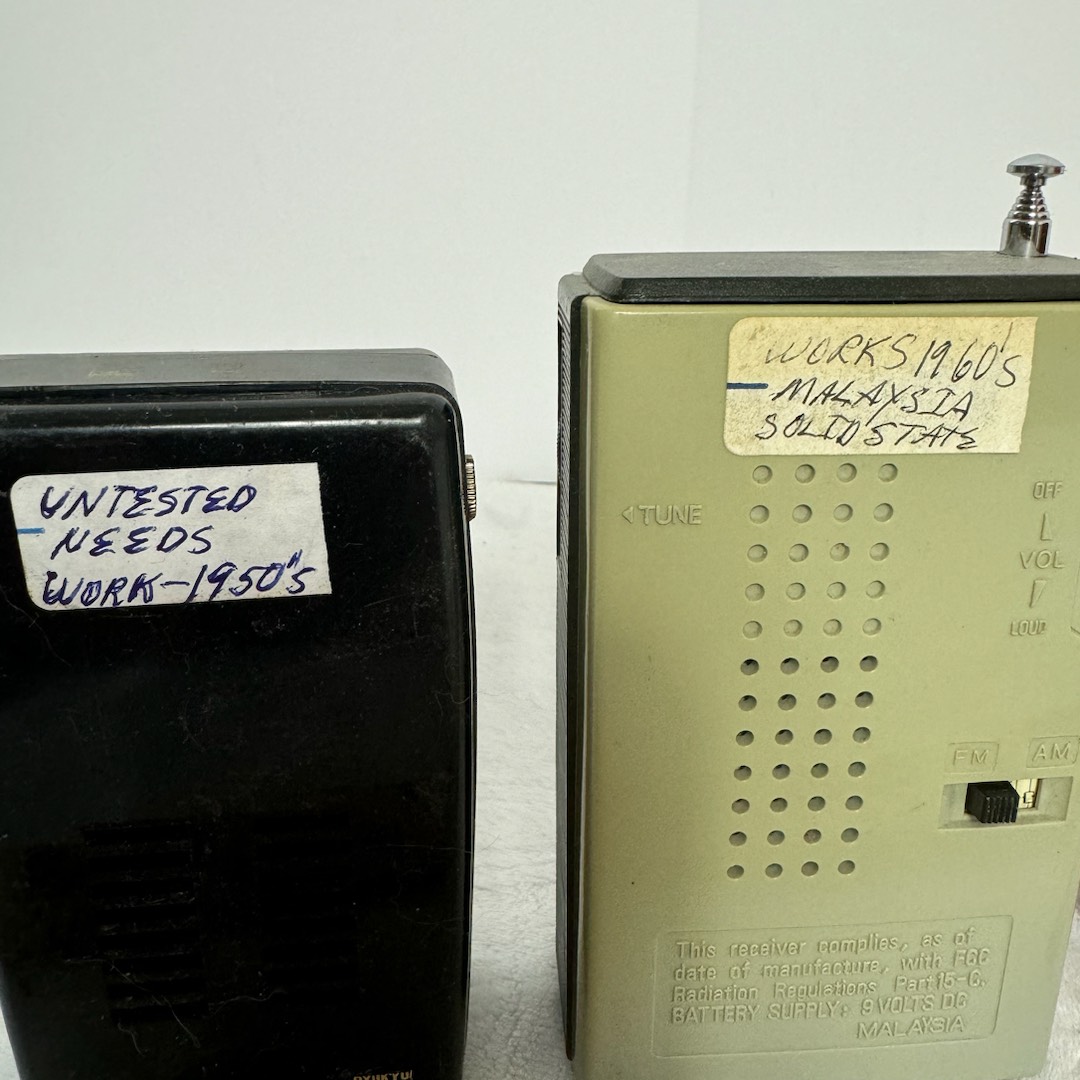 UNTESTED
NEEDS
WORK-1950"s
WORKS 1960's
MALAYSIA
SOLID STATE
TUNE
OFF
VOL
LOUD
FM AM
This receiver complies, as of
date of manufacture, with FCC
Radiation Regulations Part 15-C.
BATTERY SUPPLY: 9 VOLTS DC
MALAYSIA